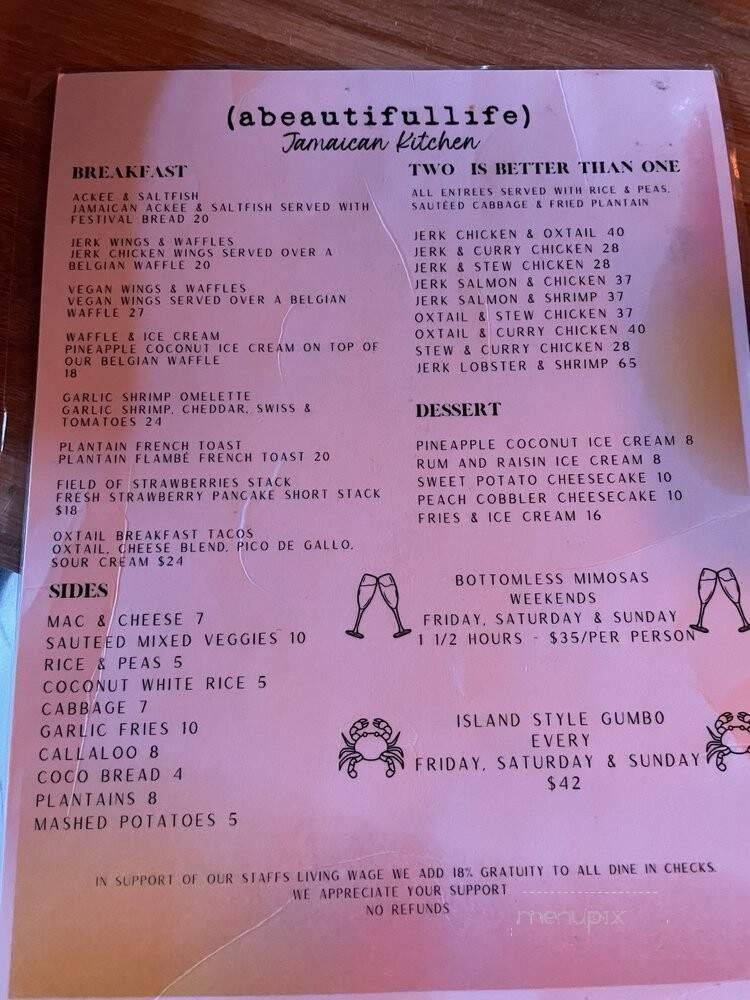 (abeautifullife)
Jamaican Kitchen
BREAKFAST
ACKEE & SALTFISH
JAMAICAN ACKEE & SALTFISH SERVED WITH
FESTIVAL BREAD 20
JERK WINGS & WAFFLES
JERK CHICKEN WINGS SERVED OVER A
BELGIAN WAFFLE 20
VEGAN WINGS & WAFFLES
VEGAN WINGS SERVED OVER A BELGIAN
WAFFLE 27
WAFFLE & ICE CREAM
PINEAPPLE COCONUT ICE CREAM ON TOP OF
OUR BELGIAN WAFFLE
18
GARLIC SHRIMP OMELETTE
GARLIC SHRIMP, CHEDDAR, SWISS &
TOMATOES 24
PLANTAIN FRENCH TOAST
PLANTAIN FLAMBÉ FRENCH TOAST 20
FIELD OF STRAWBERRIES STACK
FRESH STRAWBERRY PANCAKE SHORT STACK
$18
OXTAIL BREAKFAST TACOS
OXTAIL, CHEESE BLEND, PICO DE GALLO,
SOUR CREAM $24
SIDES
MAC & CHEESE 7
SAUTEED MIXED VEGGIES 10
RICE & PEAS 5
COCONUT WHITE RICE 5
CABBAGE 7
GARLIC FRIES 10
CALLALOO 8
COCO BREAD 4
PLANTAINS 8
MASHED POTATOES 5
TWO IS BETTER THAN ONE
ALL ENTREES SERVED WITH RICE & PEAS,
SAUTÉED CABBAGE & FRIED PLANTAIN
JERK CHICKEN & OXTAIL 40
JERK & CURRY CHICKEN 28
JERK & STEW CHICKEN 28
JERK SALMON & CHICKEN 37
JERK SALMON & SHRIMP 37
OXTAIL & STEW CHICKEN 37
OXTAIL & CURRY CHICKEN 40
STEW & CURRY CHICKEN 28
JERK LOBSTER & SHRIMP 65
DESSERT
PINEAPPLE COCONUT ICE CREAM 8
RUM AND RAISIN ICE CREAM 8
SWEET POTATO CHEESECAKE 10
PEACH COBBLER CHEESECAKE 10
FRIES & ICE CREAM 16
BOTTOMLESS MIMOSAS
WEEKENDS
FRIDAY, SATURDAY & SUNDAY
1 1/2 HOURS - $35/PER PERSON
ISLAND STYLE GUMBO
EVERY
FRIDAY, SATURDAY & SUNDAY
$42
IN SUPPORT OF OUR STAFFS LIVING WAGE WE ADD 18% GRATUITY TO ALL DINE IN CHECKS.
WE APPRECIATE YOUR SUPPORT
NO REFUNDS
menupix